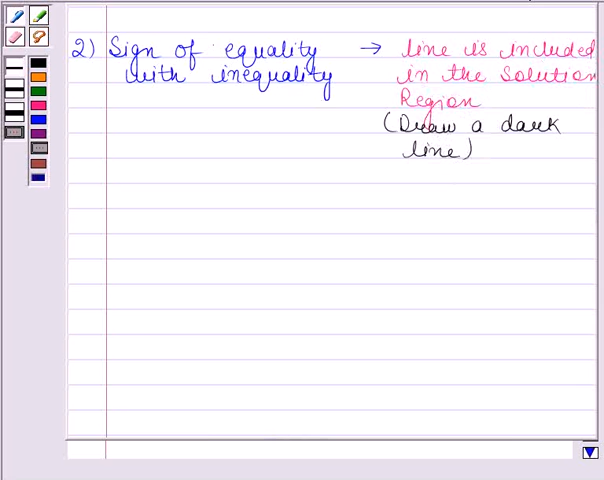 2) Sign of equality → line is included
with inequality in the Solution
Region
(Draw a dark
line)